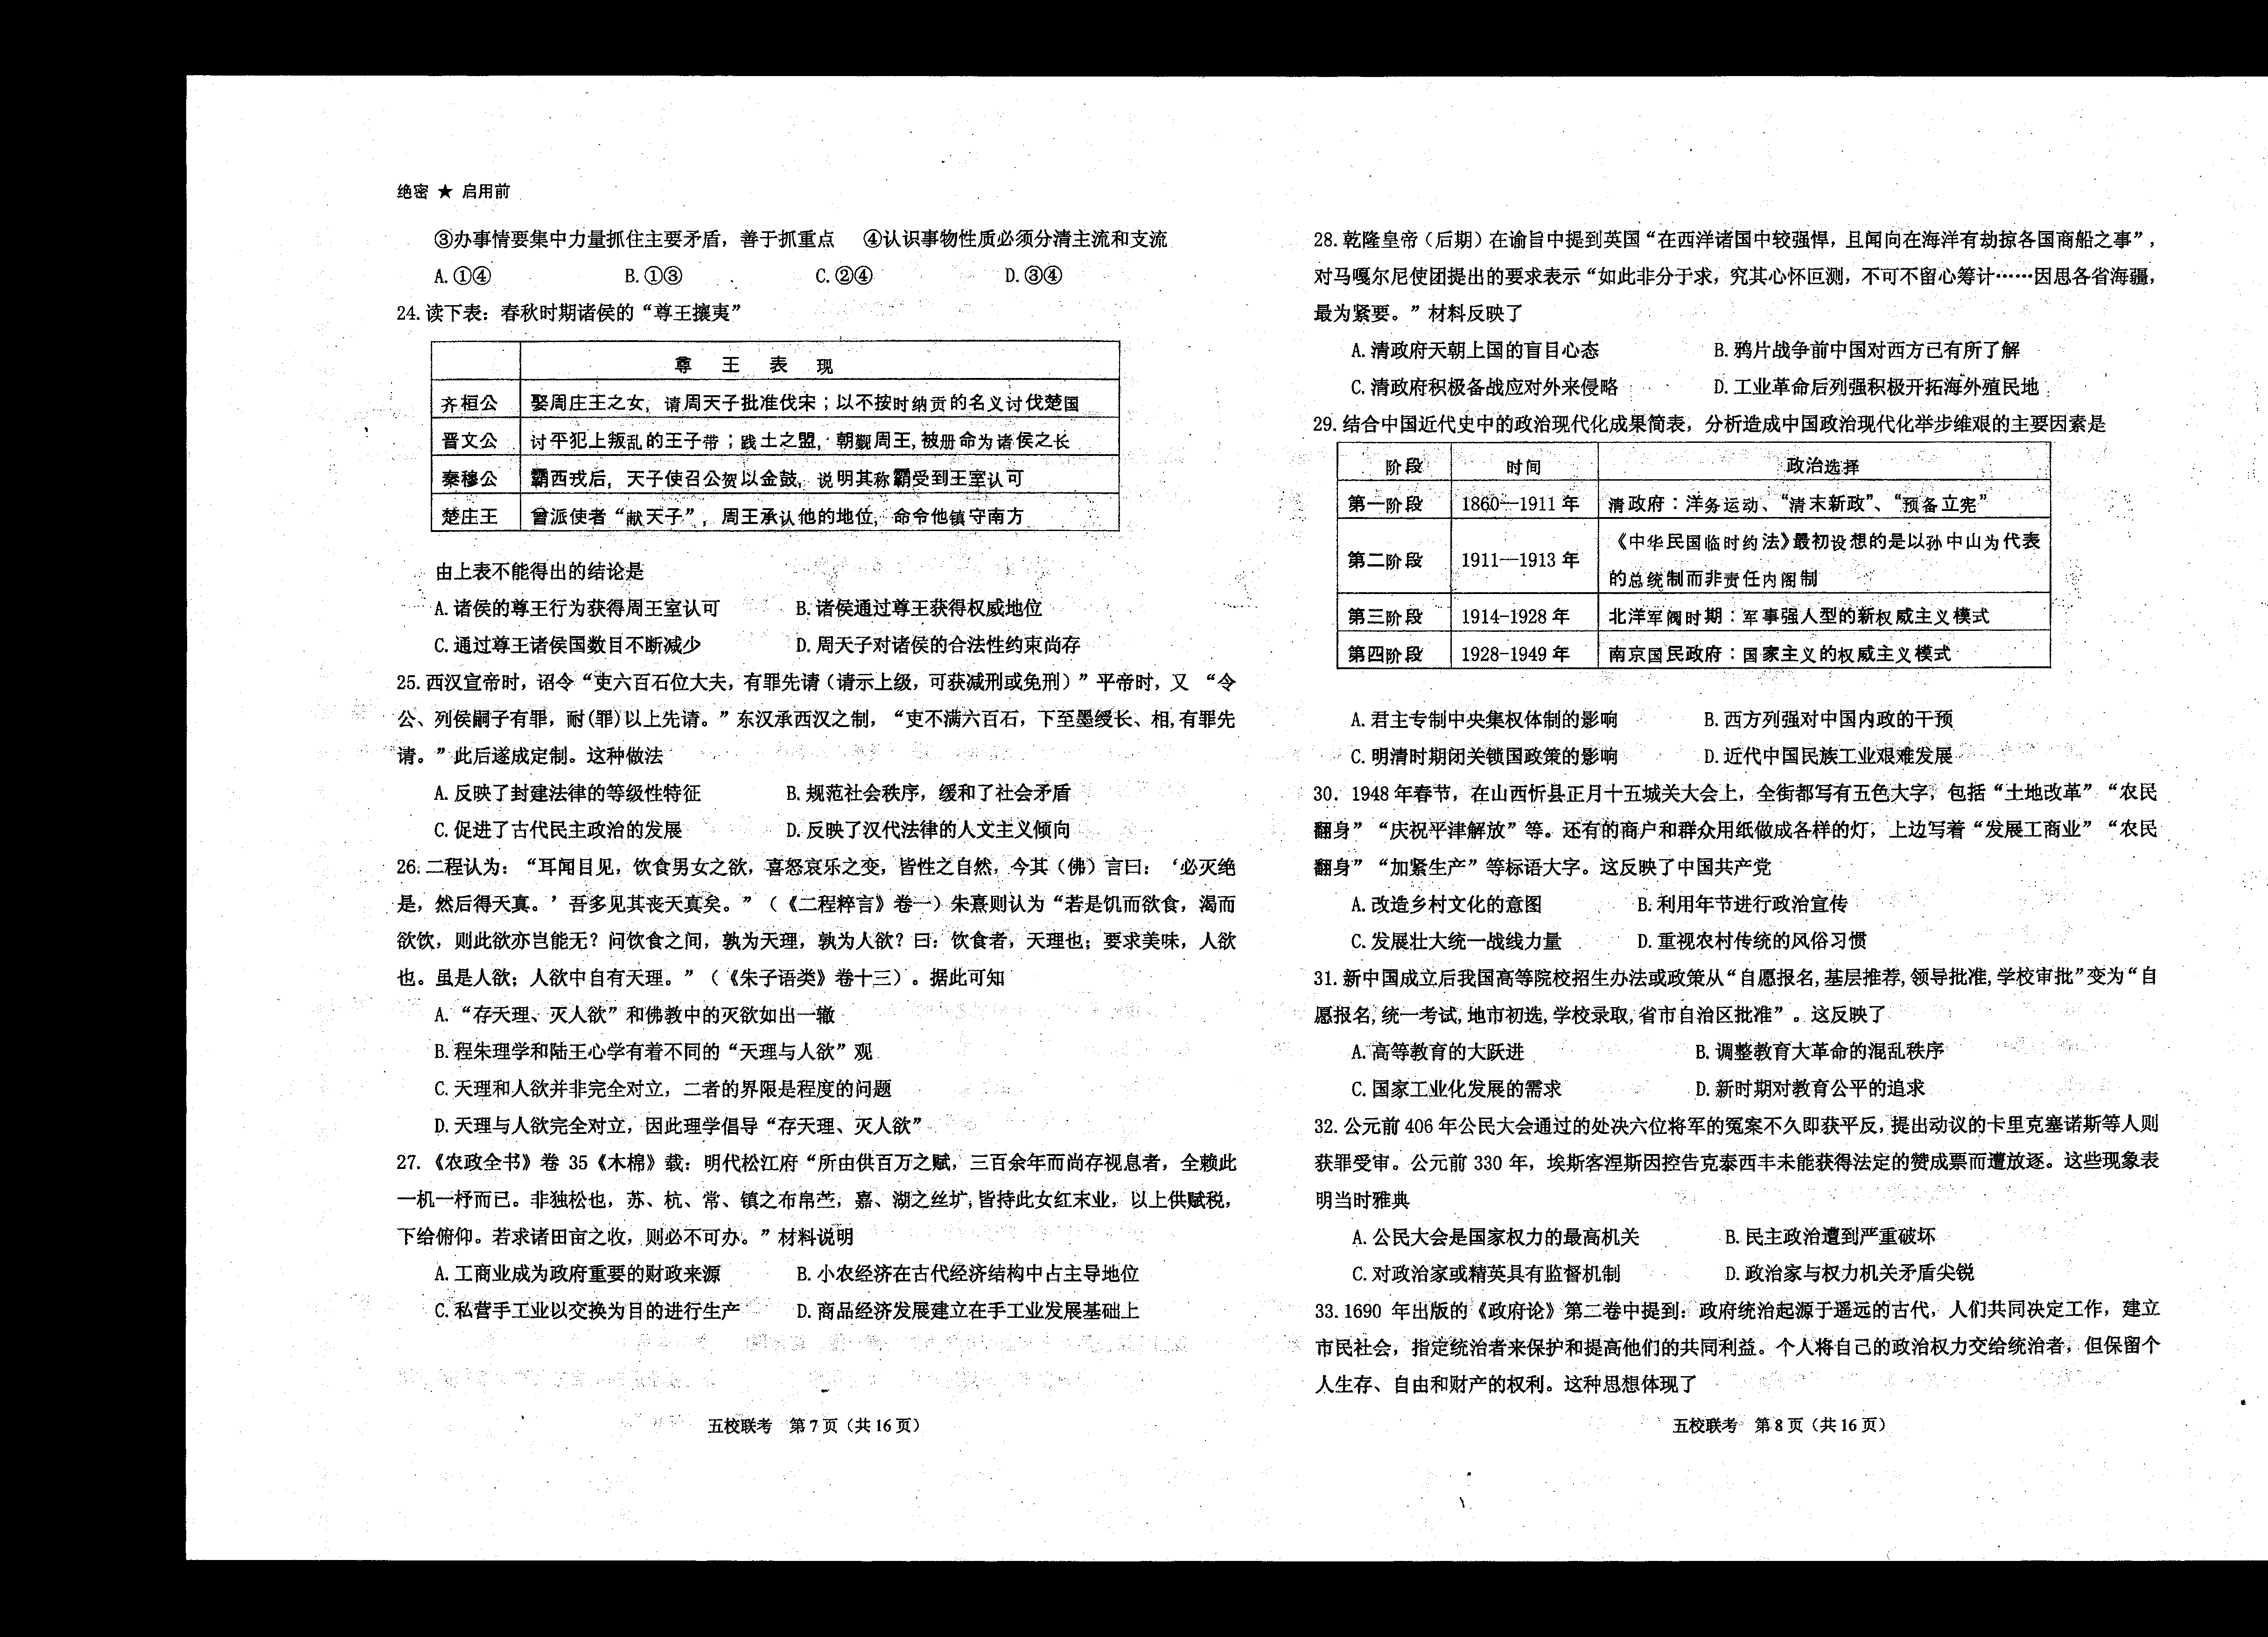 绝密 ★ 启用前
③办事情要集中力量抓住主要矛盾，善于抓重点 ④认识事物性质必须分清主流和支流
A.①④ B.①③ C.②④ D.③④
24.读下表：春秋时期诸侯的“尊王攘夷”
尊 王 表 现
齐桓公 娶周庄王之女，请周天子批准伐宋；以不按时纳贡的名义讨伐楚国
晋文公 讨平犯上叛乱的王子带；践土之盟，朝觐周王,被册命为诸侯之长
秦穆公 霸西戎后，天子使召公贺以金鼓，说明其称霸受到王室认可
楚庄王 曾派使者“献天子”，周王承认他的地位，命令他镇守南方
由上表不能得出的结论是
A.诸侯的尊王行为获得周王室认可 B.诸侯通过尊王获得权威地位
C.通过尊王诸侯国数目不断减少 D.周天子对诸侯的合法性约束尚存
25.西汉宣帝时，诏令“吏六百石位大夫，有罪先请（请示上级，可获减刑或免刑）”平帝时，又 “令
公、列侯嗣子有罪，耐(罪)以上先请。”东汉承西汉之制，“吏不满六百石，下至墨绶长、相,有罪先
请。”此后遂成定制。这种做法
A.反映了封建法律的等级性特征 B.规范社会秩序，缓和了社会矛盾
C.促进了古代民主政治的发展 D.反映了汉代法律的人文主义倾向
26.二程认为：“耳闻目见，饮食男女之欲，喜怒哀乐之变，皆性之自然，今其（佛）言曰：‘必灭绝
是，然后得天真。’吾多见其丧天真矣。”（《二程粹言》卷一）朱熹则认为“若是饥而欲食，渴而
欲饮，则此欲亦岂能无？问饮食之间，孰为天理，孰为人欲？曰：饮食者，天理也；要求美味，人欲
也。虽是人欲；人欲中自有天理。”（《朱子语类》卷十三）。据此可知
A.“存天理、灭人欲”和佛教中的灭欲如出一辙
B.程朱理学和陆王心学有着不同的“天理与人欲”观
C.天理和人欲并非完全对立，二者的界限是程度的问题
D.天理与人欲完全对立，因此理学倡导“存天理、灭人欲”
27.《农政全书》卷 35《木棉》载：明代松江府“所由供百万之赋，三百余年而尚存视息者，全赖此
一机一杼而已。非独松也，苏、杭、常、镇之布帛苎，嘉、湖之丝圹,皆持此女红末业，以上供赋税，
下给俯仰。若求诸田亩之收，则必不可办。”材料说明
A.工商业成为政府重要的财政来源 B.小农经济在古代经济结构中占主导地位
C.私营手工业以交换为目的进行生产 D.商品经济发展建立在手工业发展基础上
五校联考 第 7 页（共 16 页）
28.乾隆皇帝（后期）在谕旨中提到英国“在西洋诸国中较强悍，且闻向在海洋有劫掠各国商船之事”，
对马嘎尔尼使团提出的要求表示“如此非分于求，究其心怀叵测，不可不留心筹计……因思各省海疆，
最为紧要。”材料反映了
A.清政府天朝上国的盲目心态 B.鸦片战争前中国对西方已有所了解
C.清政府积极备战应对外来侵略 D.工业革命后列强积极开拓海外殖民地
29.结合中国近代史中的政治现代化成果简表，分析造成中国政治现代化举步维艰的主要因素是
阶段 时间 政治选择
第一阶段 1860—1911 年 清政府：洋务运动、“清末新政”、“预备立宪”
第二阶段 1911—1913 年 《中华民国临时约法》最初设想的是以孙中山为代表
的总统制而非责任内阁制
第三阶段 1914-1928 年 北洋军阀时期：军事强人型的新权威主义模式
第四阶段 1928-1949 年 南京国民政府：国家主义的权威主义模式
A.君主专制中央集权体制的影响 B.西方列强对中国内政的干预
C.明清时期闭关锁国政策的影响 D.近代中国民族工业艰难发展
30. 1948 年春节，在山西忻县正月十五城关大会上，全街都写有五色大字，包括“土地改革”“农民
翻身”“庆祝平津解放”等。还有的商户和群众用纸做成各样的灯，上边写着“发展工商业”“农民
翻身”“加紧生产”等标语大字。这反映了中国共产党
A.改造乡村文化的意图 B.利用年节进行政治宣传
C.发展壮大统一战线力量 D.重视农村传统的风俗习惯
31.新中国成立后我国高等院校招生办法或政策从“自愿报名,基层推荐,领导批准,学校审批”变为“自
愿报名,统一考试,地市初选,学校录取,省市自治区批准”。这反映了
A.高等教育的大跃进 B.调整教育大革命的混乱秩序
C.国家工业化发展的需求 D.新时期对教育公平的追求
32.公元前 406 年公民大会通过的处决六位将军的冤案不久即获平反,提出动议的卡里克塞诺斯等人则
获罪受审。公元前 330 年，埃斯客涅斯因控告克泰西丰未能获得法定的赞成票而遭放逐。这些现象表
明当时雅典
A.公民大会是国家权力的最高机关 B.民主政治遭到严重破坏
C.对政治家或精英具有监督机制 D.政治家与权力机关矛盾尖锐
33.1690 年出版的《政府论》第二卷中提到：政府统治起源于遥远的古代，人们共同决定工作，建立
市民社会，指定统治者来保护和提高他们的共同利益。个人将自己的政治权力交给统治者，但保留个
人生存、自由和财产的权利。这种思想体现了
五校联考 第 8 页（共 16 页）